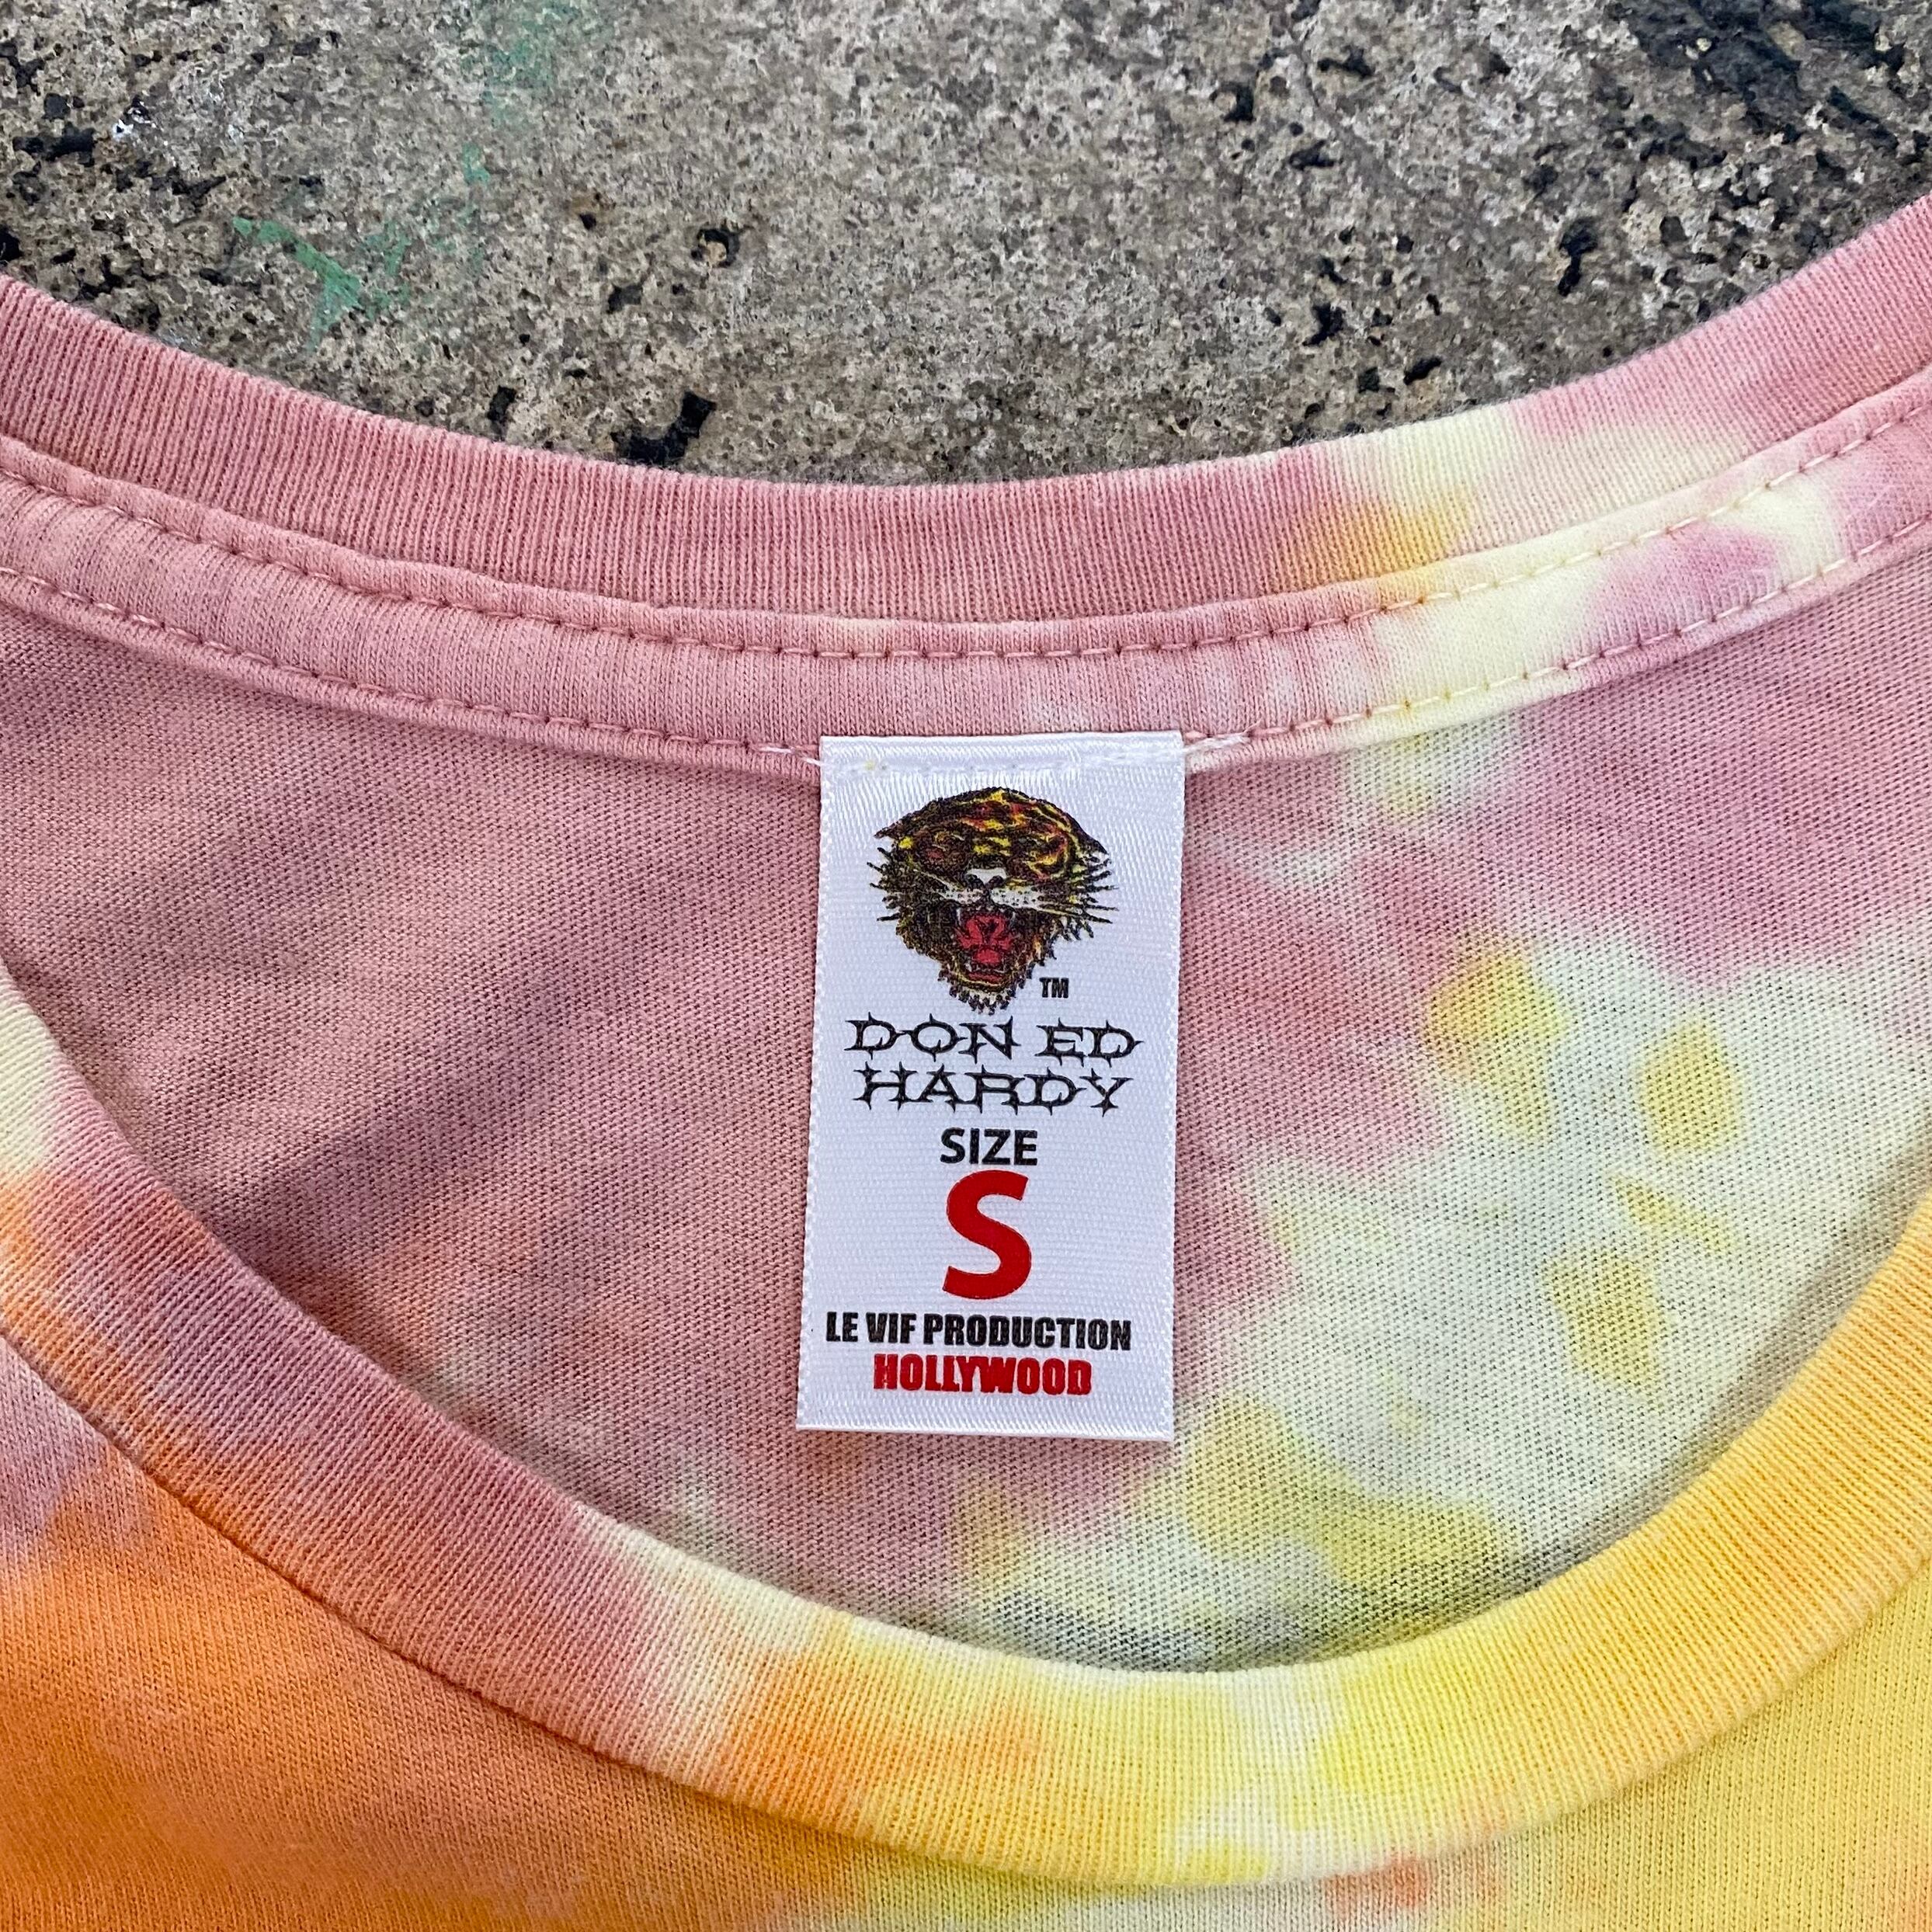 TM
DON ED
HARDY
SIZE
S
LE VIF PRODUCTION
HOLLYWOOD